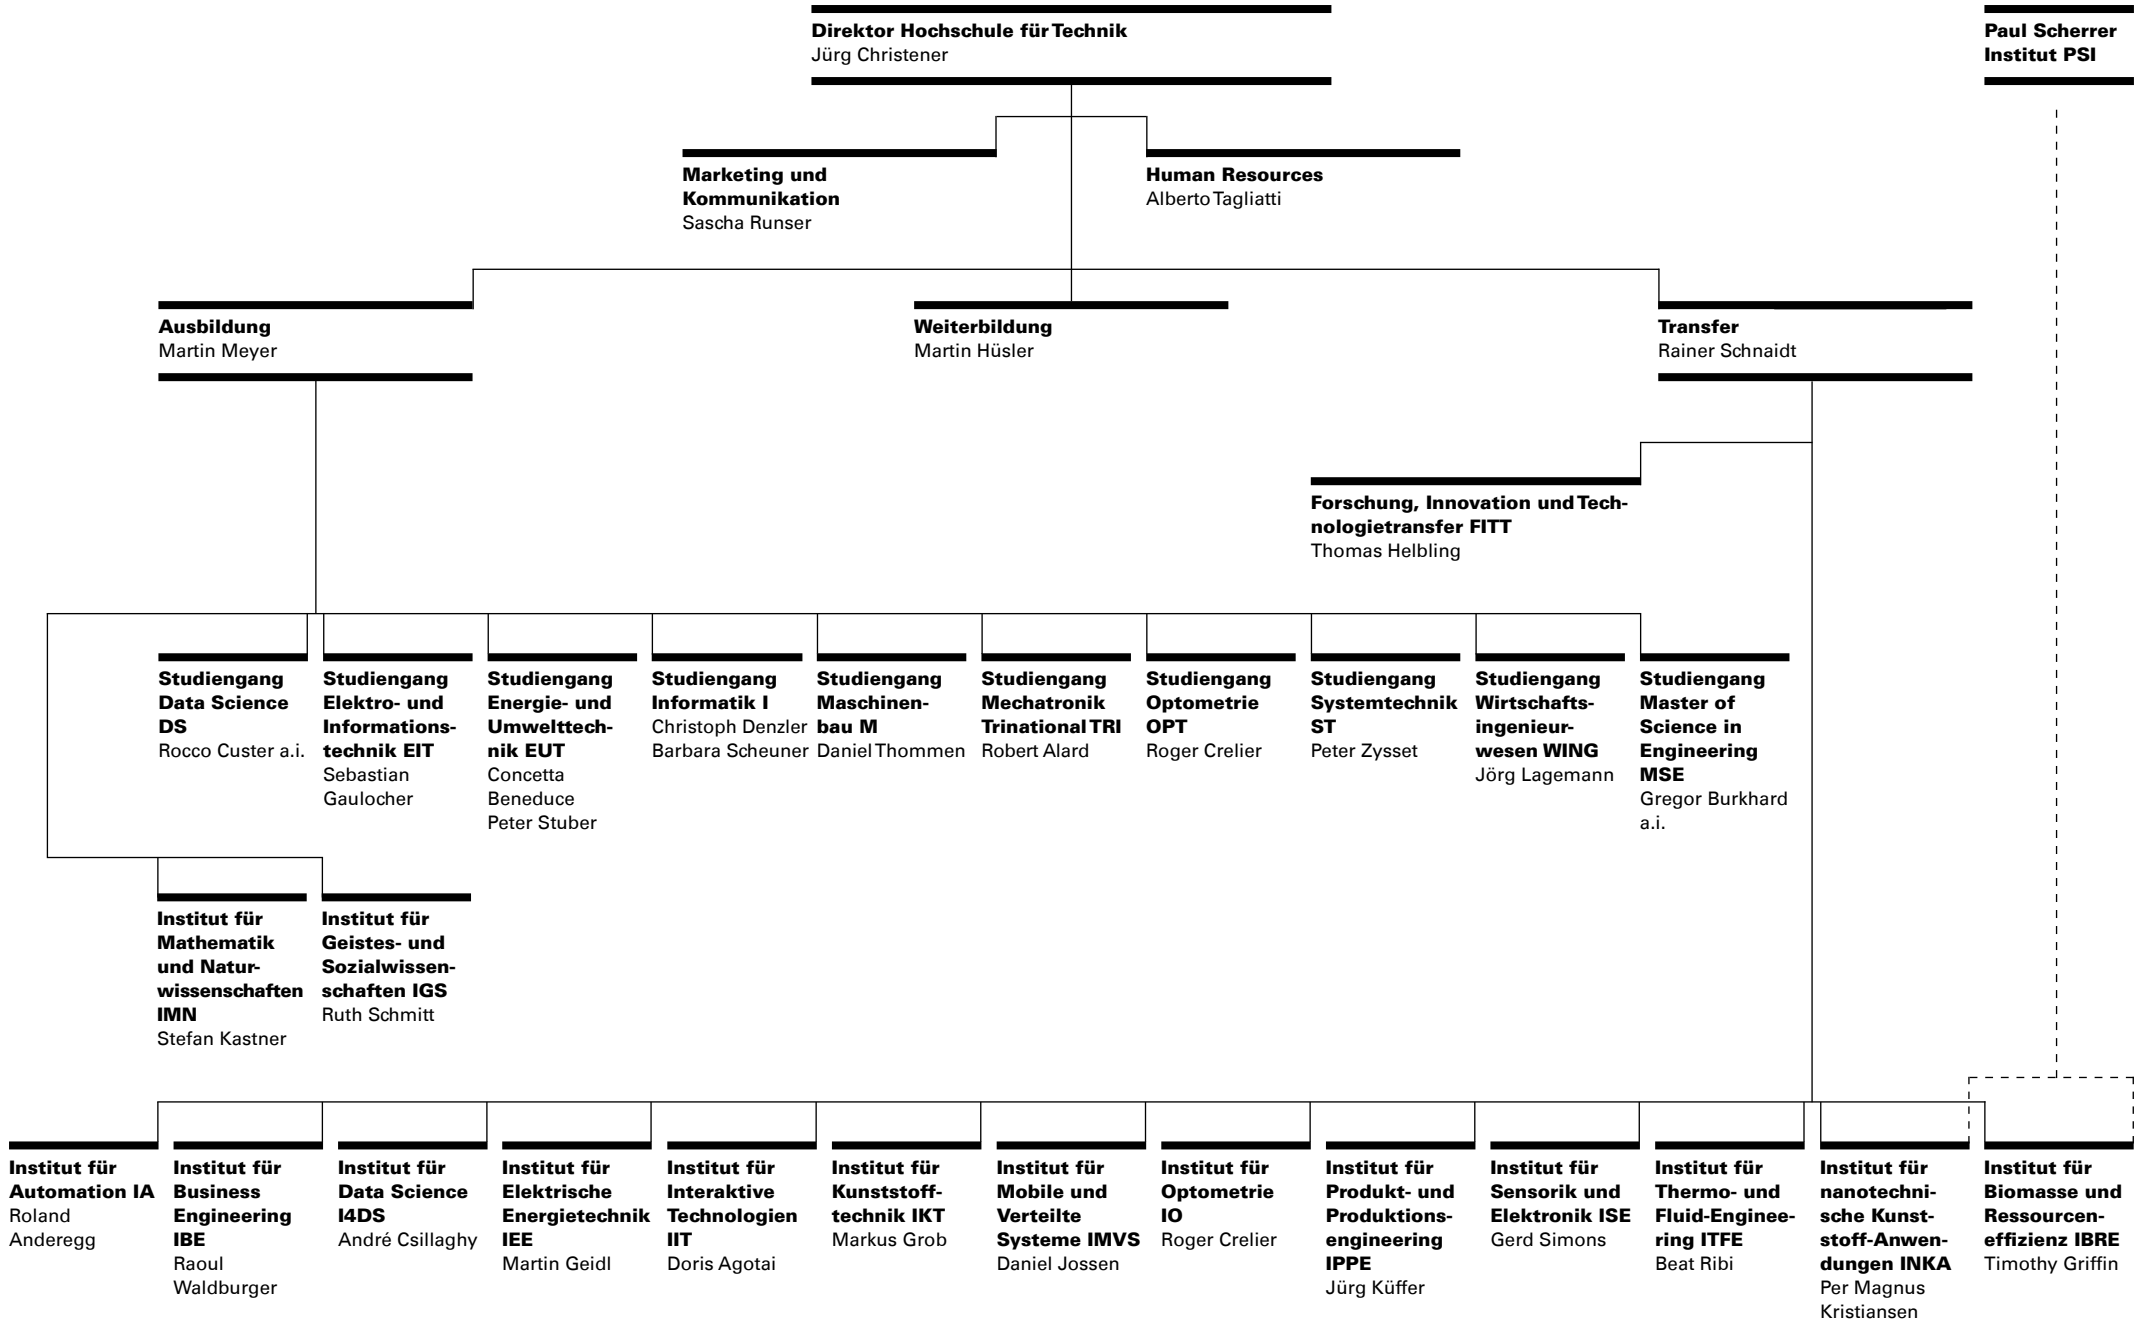 Direktor Hochschule für Technik
Jürg Christener
Paul Scherrer
Institut PSI
Marketing und
Kommunikation
Sascha Runser
Human Resources
Alberto Tagliatti
Ausbildung
Martin Meyer
Weiterbildung
Martin Hüsler
Transfer
Rainer Schnaidt
Forschung, Innovation und Tech-
nologietransfer FITT
Thomas Helbling
Studiengang
Data Science
DS
Rocco Custer a.i.
Studiengang
Elektro- und
Informations-
technik EIT
Sebastian
Gaulocher
Studiengang
Energie- und
Umwelttech-
nik EUT
Concetta
Beneduce
Peter Stuber
Studiengang
Informatik I
Christoph Denzler
Barbara Scheuner
Studiengang
Maschinen-
bau M
Daniel Thommen
Studiengang
Mechatronik
Trinational TRI
Robert Alard
Studiengang
Optometrie
OPT
Roger Crelier
Studiengang
Systemtechnik
ST
Peter Zysset
Studiengang
Wirtschafts-
ingenieur-
wesen WING
Jörg Lagemann
Studiengang
Master of
Science in
Engineering
MSE
Gregor Burkhard
a.i.
Institut für
Mathematik
und Natur-
wissenschaften
IMN
Stefan Kastner
Institut für
Geistes- und
Sozialwissen-
schaften IGS
Ruth Schmitt
Institut für
Automation IA
Roland
Anderegg
Institut für
Business
Engineering
IBE
Raoul
Waldburger
Institut für
Data Science
I4DS
André Csillaghy
Institut für
Elektrische
Energietechnik
IEE
Martin Geidl
Institut für
Interaktive
Technologien
IIT
Doris Agotai
Institut für
Kunststoff-
technik IKT
Markus Grob
Institut für
Mobile und
Verteilte
Systeme IMVS
Daniel Jossen
Institut für
Optometrie
IO
Roger Crelier
Institut für
Produkt- und
Produktions-
engineering
IPPE
Jürg Küffer
Institut für
Sensorik und
Elektronik ISE
Gerd Simons
Institut für
Thermo- und
Fluid-Enginee-
ring ITFE
Beat Ribi
Institut für
nanotechni-
sche Kunst-
stoff-Anwen-
dungen INKA
Per Magnus
Kristiansen
Institut für
Biomasse und
Ressourcen-
effizienz IBRE
Timothy Griffin